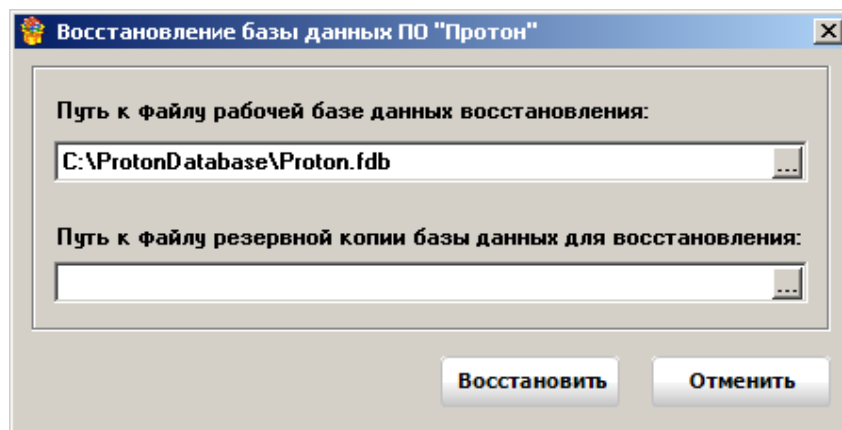 Восстановление базы данных ПО "Протон"
Путь к файлу рабочей базе данных восстановления:
C:\ProtonDatabase\Proton.fdb
...
Путь к файлу резервной копии базы данных для восстановления:
...
Восстановить Отменить